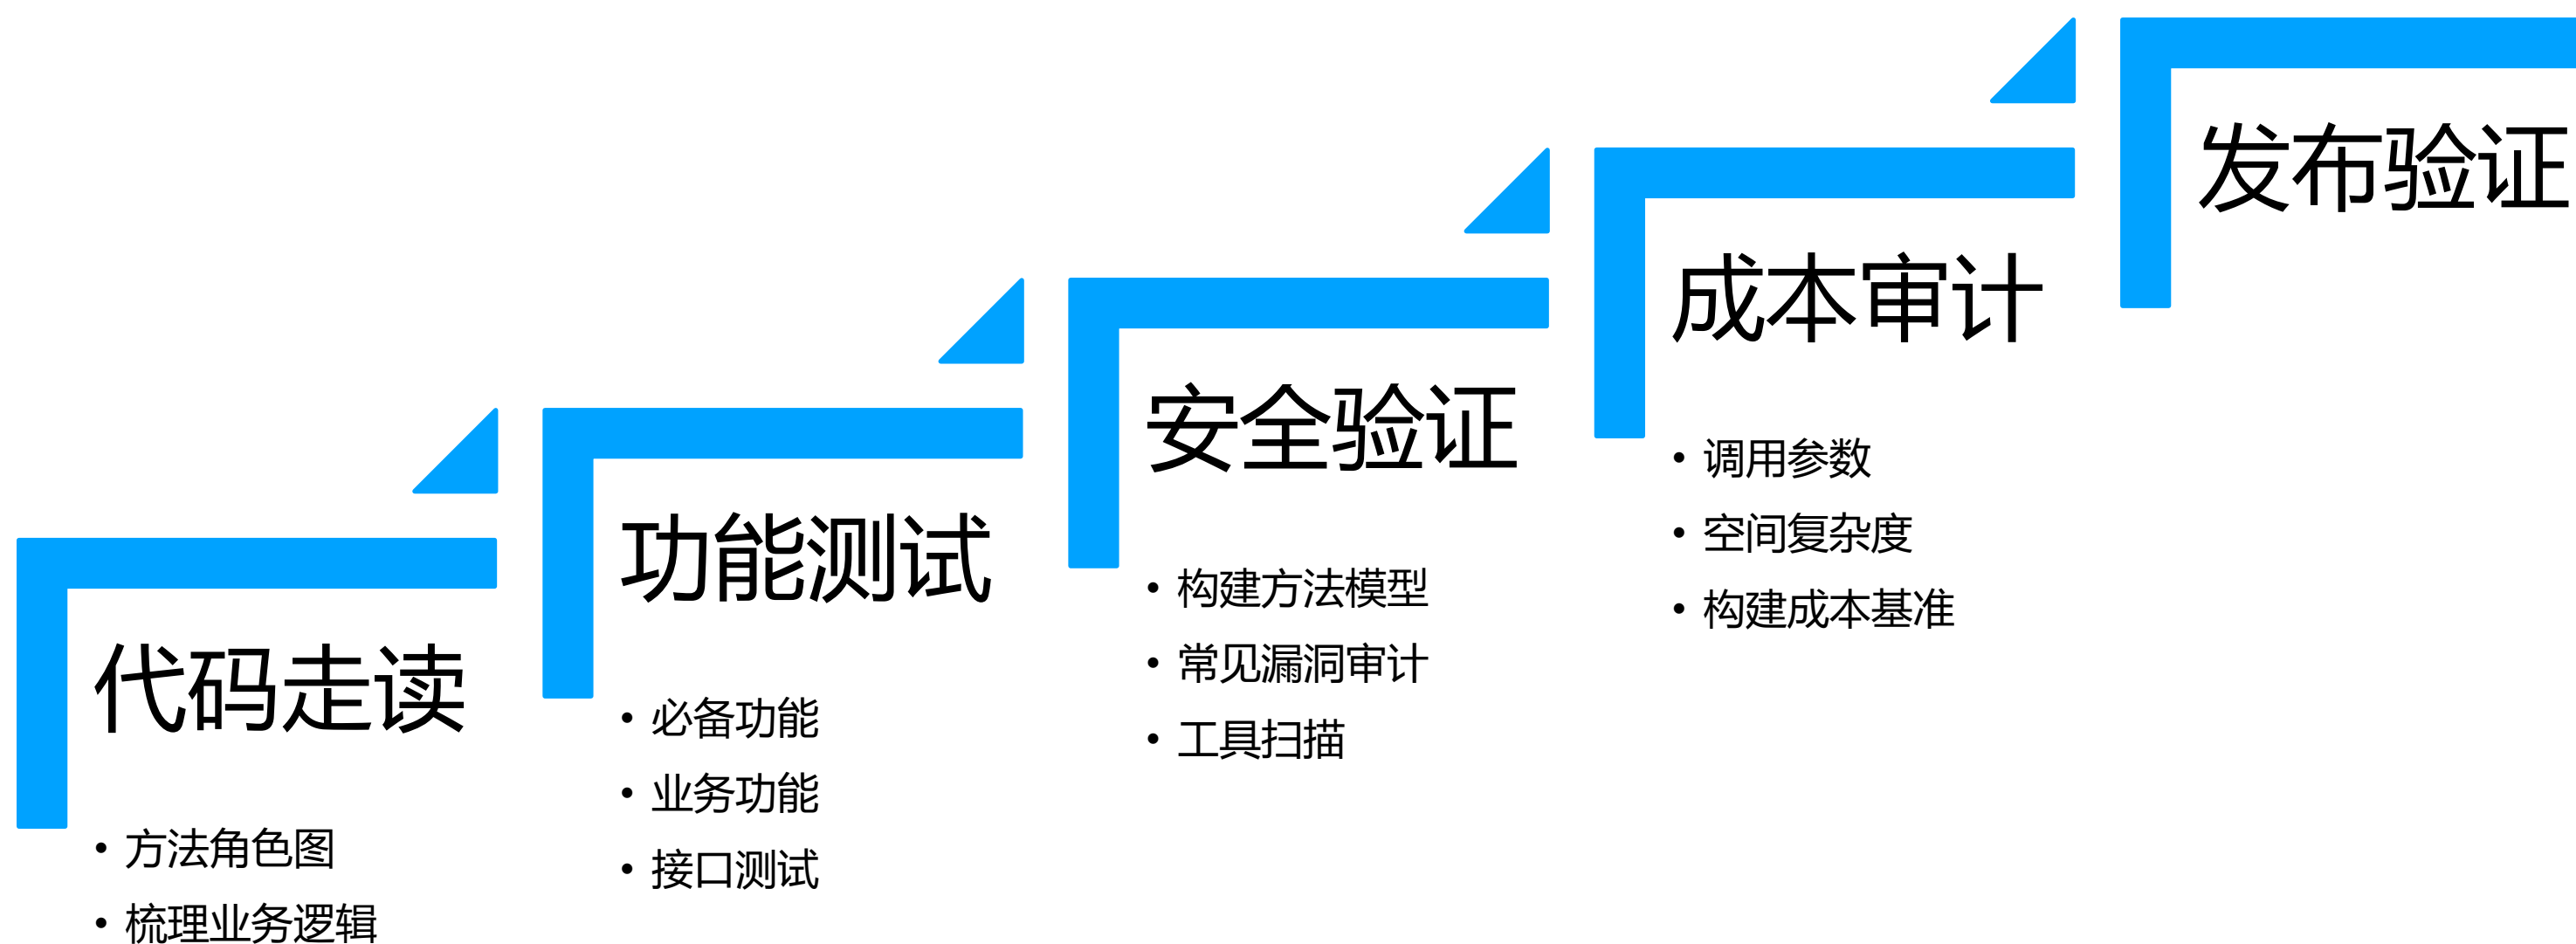 代码走读
• 方法角色图
• 梳理业务逻辑
功能测试
• 必备功能
• 业务功能
• 接口测试
安全验证
• 构建方法模型
• 常见漏洞审计
• 工具扫描
成本审计
• 调用参数
• 空间复杂度
• 构建成本基准
发布验证